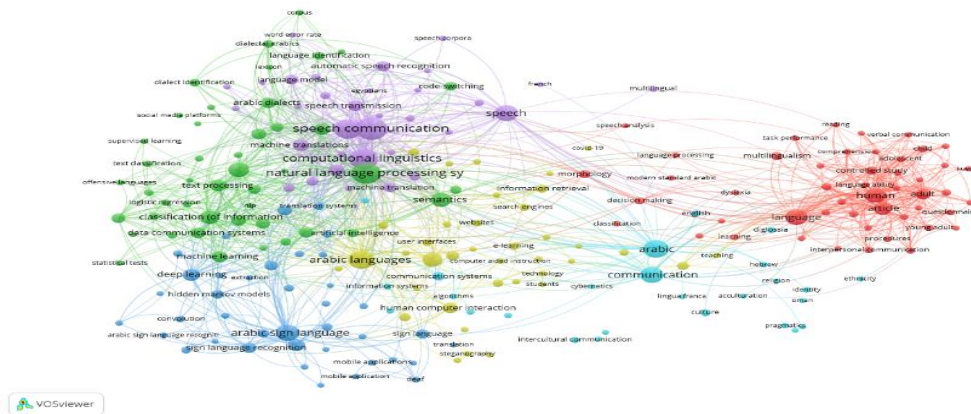 corpus
word error rate
speech corpora
dialectal arabics
language identification
lexicon
automatic speech recognition
dialect identification
language model
egyptians
code switching
french
multilingual
arabic dialects
speech transmission
social media platforms
speech
speech communication
speech analysis
reading
supervised learning
machine translations
task performance
verbal communication
covid-19
child
text classification
computational linguistics
language processing
multilingualism
comprehension
adolescent
natural language processing sy
morphology
controlled study
offensive languages
text processing
machine translation
information retrieval
modern standard arabic
language ability
dyslexia
human
adult
logistic regression
nlp
translation systems
semantics
search engines
decision making
article
classification of information
websites
classification
english
language
questionnaire
data communication systems
artificial intelligence
diglossia
young adult
user interfaces
e-learning
arabic
learning
procedures
interpersonal communication
statistical tests
machine learning
arabic languages
computer aided instruction
teaching
hebrew
deep learning
extraction
communication systems
technology
communication
information systems
students
cybernetics
religion
ethnicity
hidden markov models
algorithms
lingua franca
acculturation
identity
human computer interaction
culture
convolution
arabic sign language recogniti
arabic sign language
sign language
intercultural communication
pragmatics
sign language recognition
translation
steganography
mobile applications
mobile application
deaf
VOSviewer